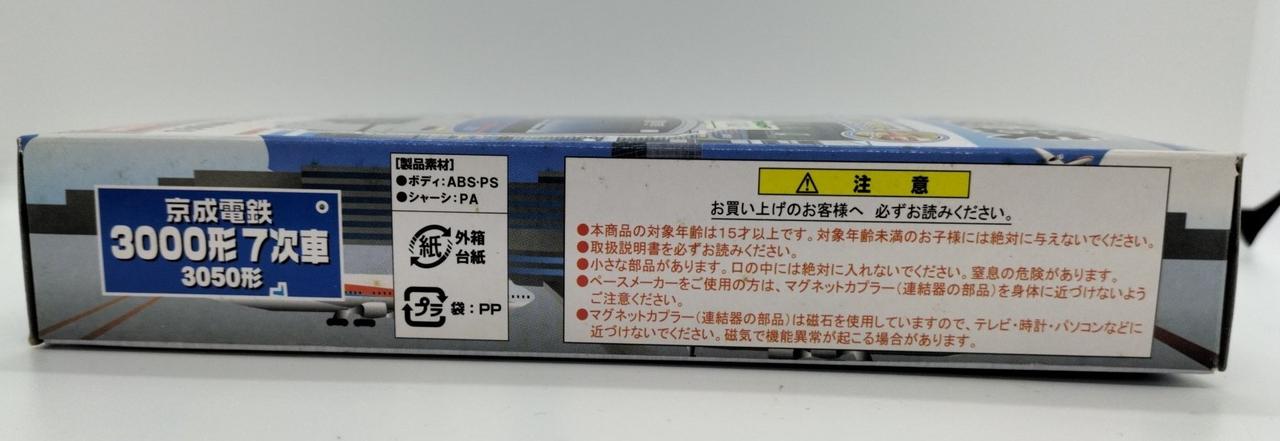 京成電鉄
3000形7次車
3050形
【製品素材】
●ボディ:ABS・PS
●シャーシ:PA
紙 外箱
台紙
プラ 袋:PP
注意
お買い上げのお客様へ 必ずお読みください。
●本商品の対象年齢は15才以上です。対象年齢未満のお子様には絶対に与えないでください。
●取扱説明書を必ずお読みください。
●小さな部品があります。口の中には絶対に入れないでください。窒息の危険があります。
●ペースメーカーをご使用の方は、マグネットカプラー(連結器の部品)を身体に近づけないよう
ご注意ください。
●マグネットカプラー(連結器の部品)は磁石を使用していますので、テレビ・時計・パソコンなどに
近づけないでください。磁気で機能異常が起こる場合があります。